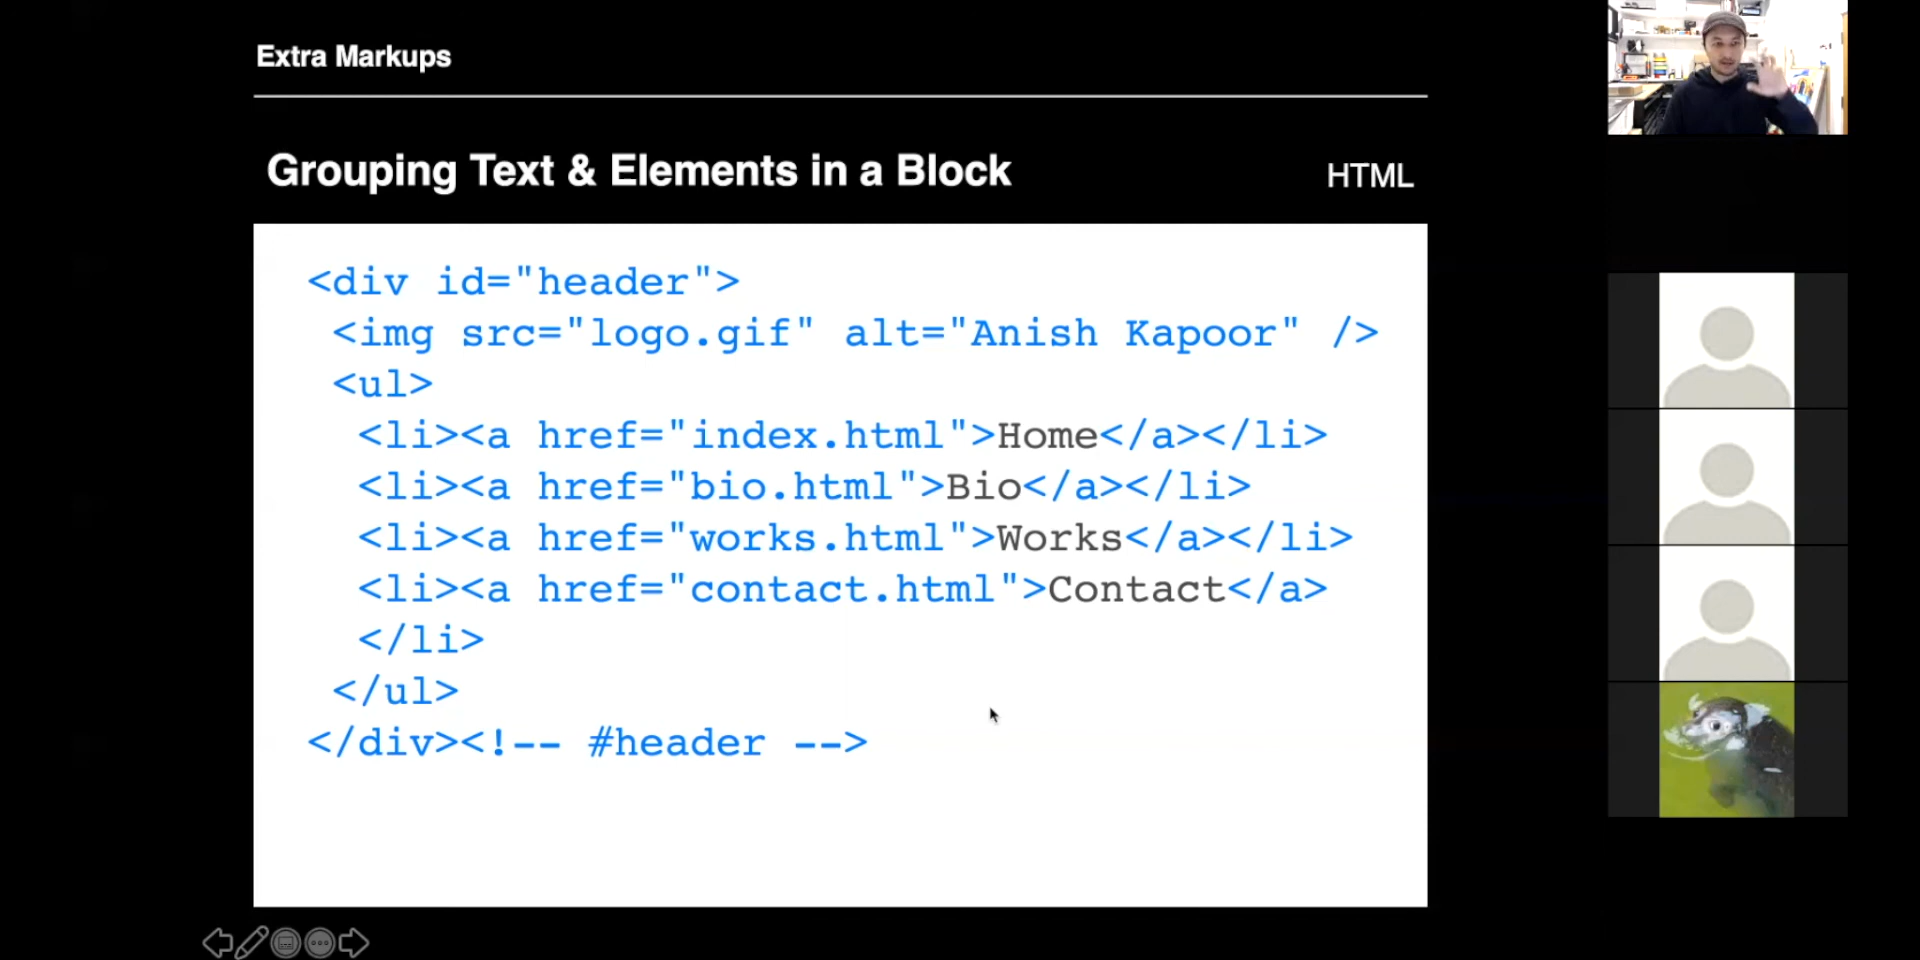 Extra Markups
Grouping Text & Elements in a Block
HTML
<div id="header">
<img src="logo.gif" alt="Anish Kapoor" />
<ul>
<li><a href="index.html">Home</a></li>
<li><a href="bio.html">Bio</a></li>
<li><a href="works.html">Works</a></li>
<li><a href="contact.html">Contact</a>
</li>
</ul>
</div><!-- #header -->